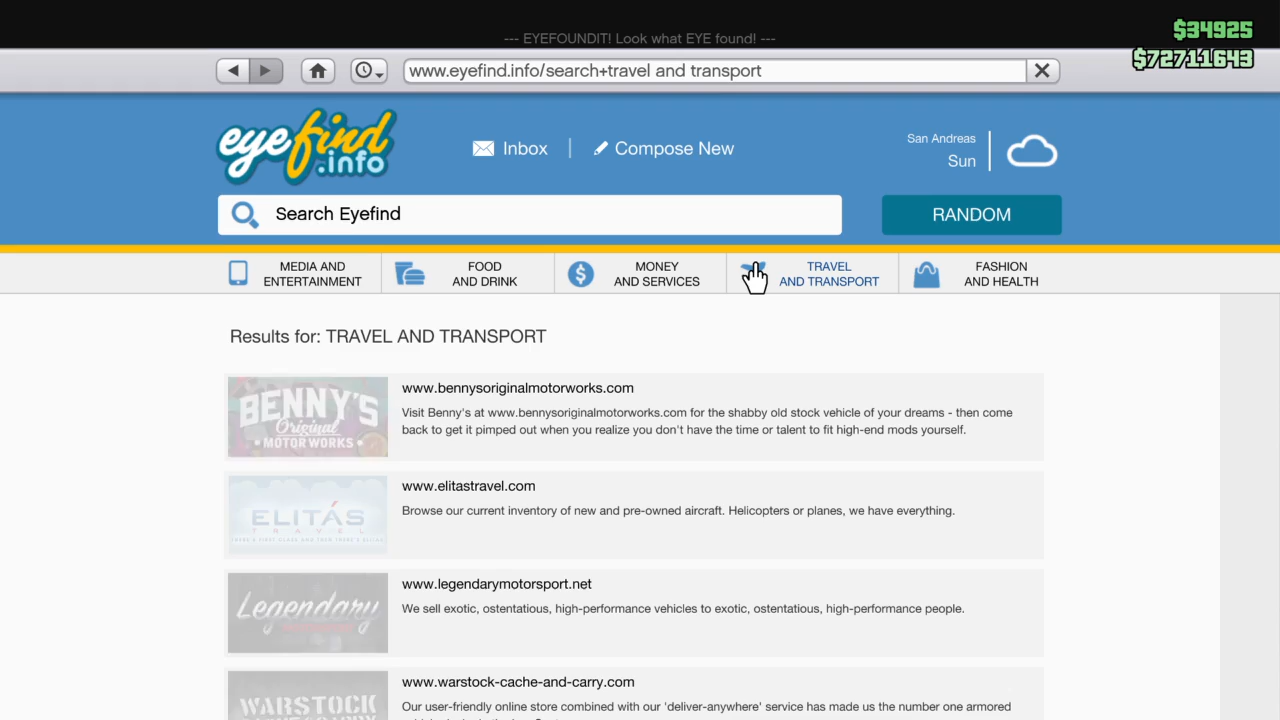 --- EYEFOUNDIT! Look what EYE found! ---
$34925
$72711643
www.eyefind.info/search+travel and transport
eyefind
.info
Inbox
Compose New
San Andreas
Sun
Search Eyefind
RANDOM
MEDIA AND
ENTERTAINMENT
FOOD
AND DRINK
MONEY
AND SERVICES
TRAVEL
AND TRANSPORT
FASHION
AND HEALTH
Results for: TRAVEL AND TRANSPORT
BENNY'S
Original
MOTOR WORKS
www.bennysoriginalmotorworks.com
Visit Benny's at www.bennysoriginalmotorworks.com for the shabby old stock vehicle of your dreams - then come
back to get it pimped out when you realize you don't have the time or talent to fit high-end mods yourself.
ELITÁS
TRAVEL
THERE'S FIRST CLASS AND THEN THERE'S ELITÁS
www.elitastravel.com
Browse our current inventory of new and pre-owned aircraft. Helicopters or planes, we have everything.
Legendary
www.legendarymotorsport.net
We sell exotic, ostentatious, high-performance vehicles to exotic, ostentatious, high-performance people.
WARSTOCK
www.warstock-cache-and-carry.com
Our user-friendly online store combined with our 'deliver-anywhere' service has made us the number one armored